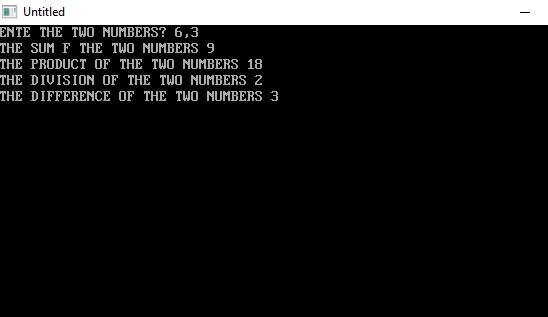 Untitled
ENTE THE TWO NUMBERS? 6,3
THE SUM F THE TWO NUMBERS 9
THE PRODUCT OF THE TWO NUMBERS 18
THE DIVISION OF THE TWO NUMBERS 2
THE DIFFERENCE OF THE TWO NUMBERS 3